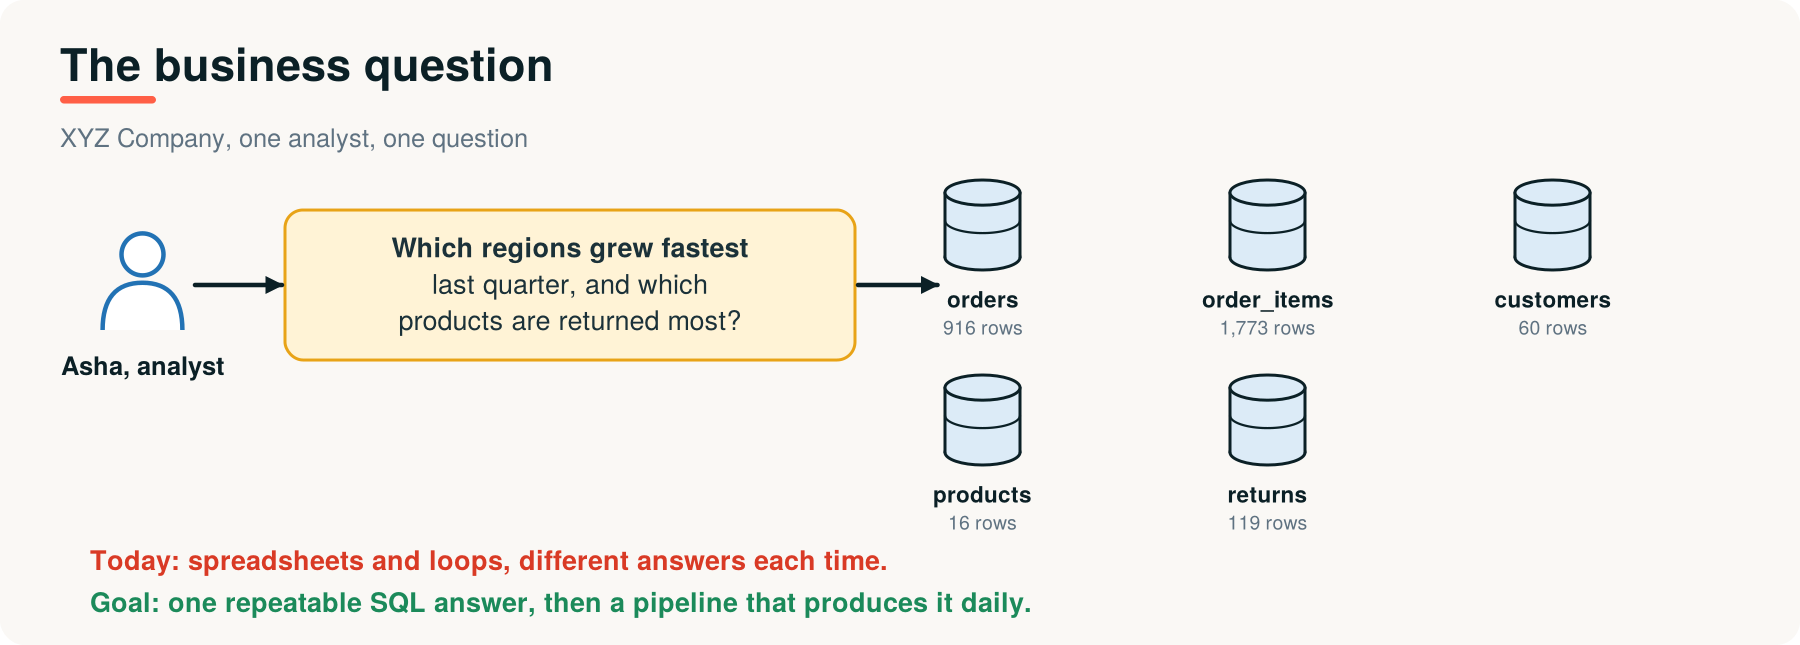 The business question
XYZ Company, one analyst, one question
Asha, analyst
Which regions grew fastest
last quarter, and which
products are returned most?
orders
916 rows
order_items
1,773 rows
customers
60 rows
products
16 rows
returns
119 rows
Today: spreadsheets and loops, different answers each time.
Goal: one repeatable SQL answer, then a pipeline that produces it daily.